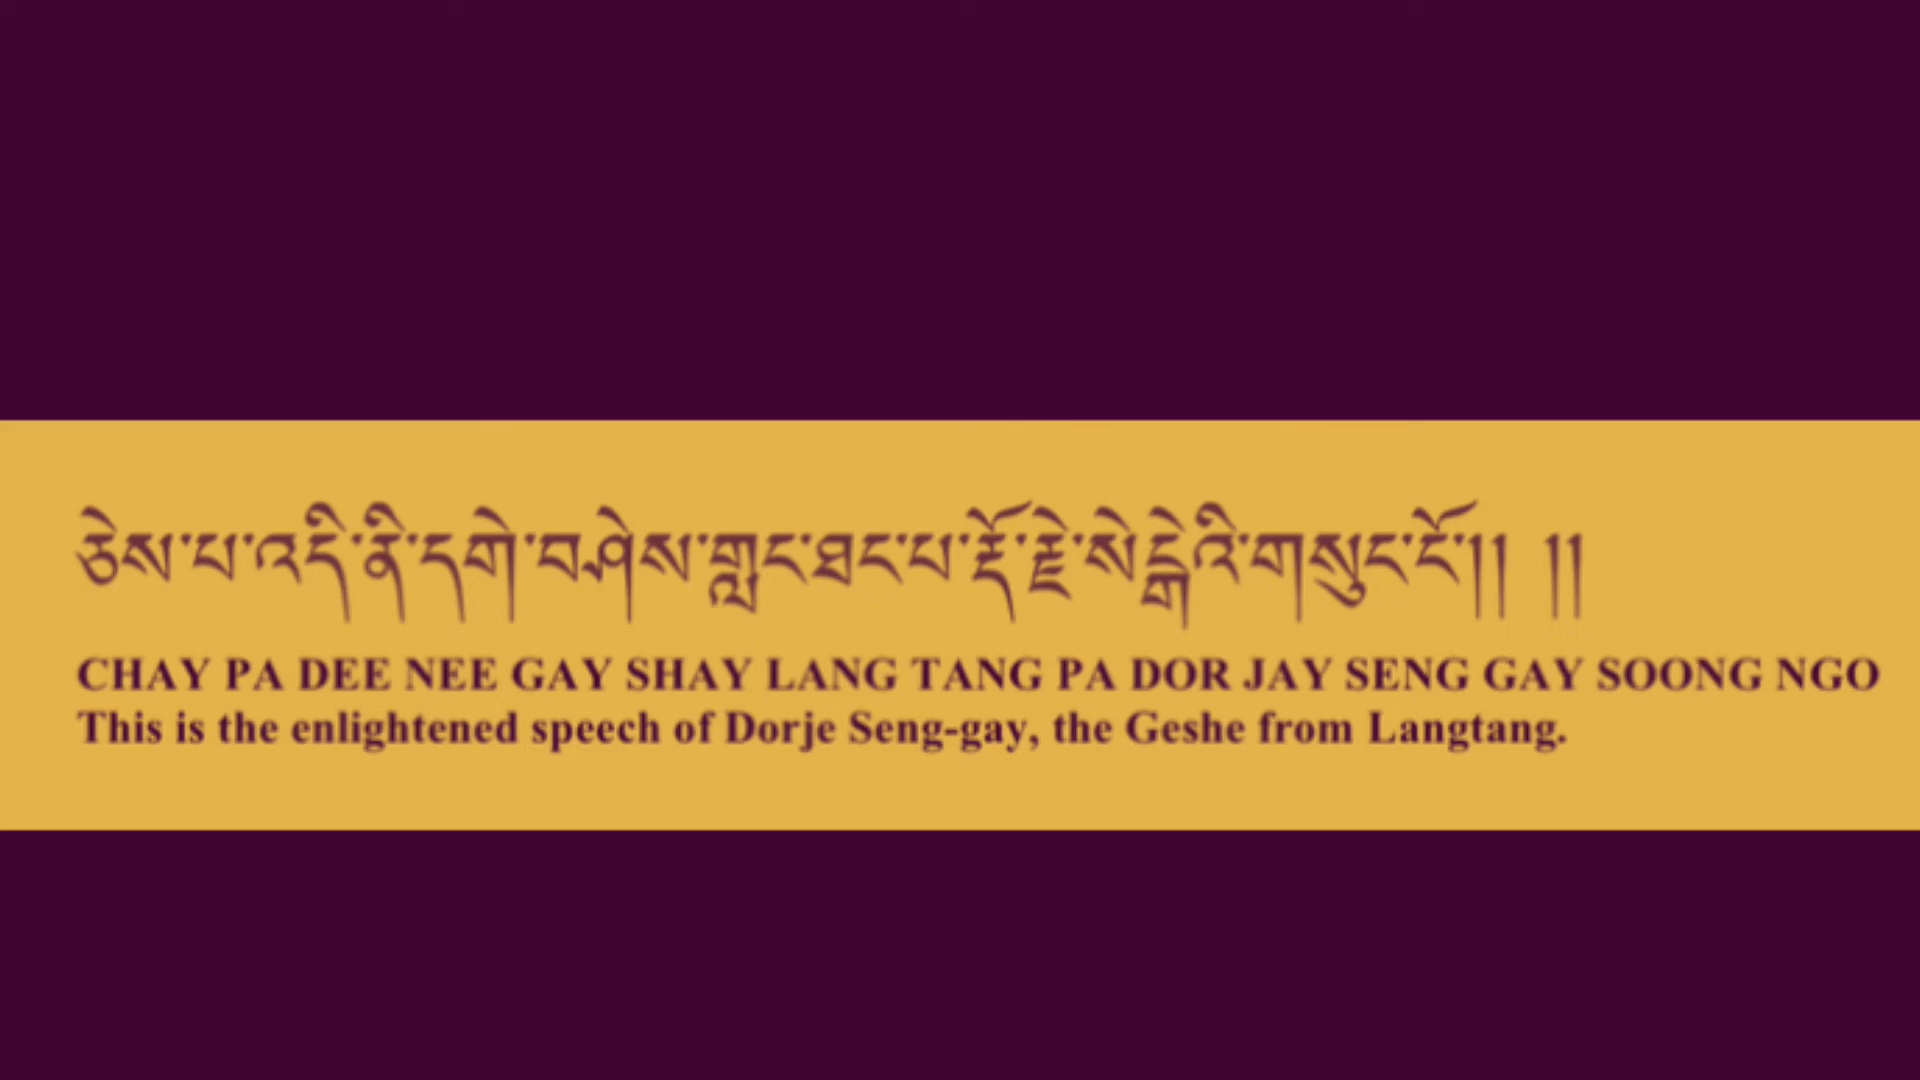 ཅེས་པ་འདི་ནི་དགེ་བཤེས་གླང་ཐང་པ་རྡོ་རྗེ་སེངྒེའི་གསུང་ངོ་།། །།
CHAY PA DEE NEE GAY SHAY LANG TANG PA DOR JAY SENG GAY SOONG NGO
This is the enlightened speech of Dorje Seng-gay, the Geshe from Langtang.